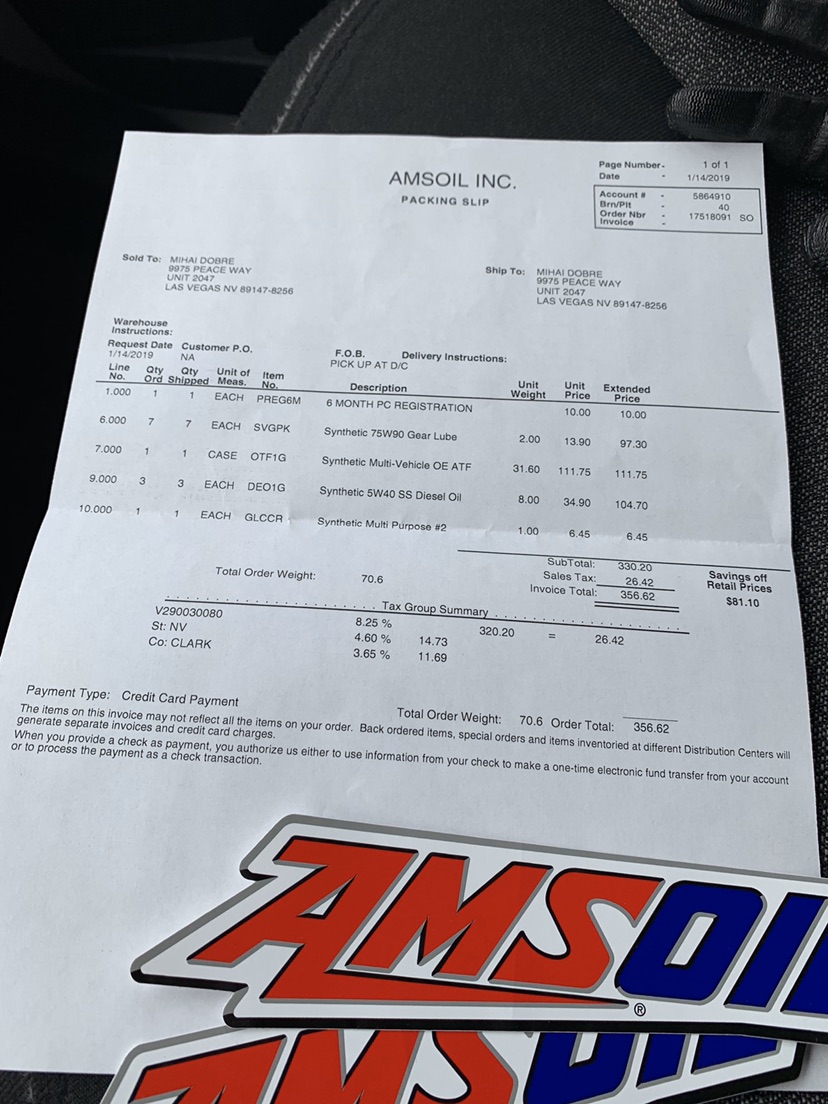 AMSOIL INC.
PACKING SLIP
Page Number- 1 of 1
Date - 1/14/2019
Account # - 5864910
Brn/Plt - 40
Order Nbr - 17518091 SO
Invoice -
Sold To: MIHAI DOBRE
9975 PEACE WAY
UNIT 2047
LAS VEGAS NV 89147-8256
Ship To: MIHAI DOBRE
9975 PEACE WAY
UNIT 2047
LAS VEGAS NV 89147-8256
Warehouse
Instructions:
Request Date Customer P.O. F.O.B. Delivery Instructions:
1/14/2019 NA PICK UP AT D/C
Line No. Qty Ord Qty Shipped Unit of Meas. Item No. Description Unit Weight Unit Price Extended Price
1.000 1 1 EACH PREG6M 6 MONTH PC REGISTRATION 10.00 10.00
6.000 7 7 EACH SVGPK Synthetic 75W90 Gear Lube 2.00 13.90 97.30
7.000 1 1 CASE OTF1G Synthetic Multi-Vehicle OE ATF 31.60 111.75 111.75
9.000 3 3 EACH DEO1G Synthetic 5W40 SS Diesel Oil 8.00 34.90 104.70
10.000 1 1 EACH GLCCR Synthetic Multi Purpose #2 1.00 6.45 6.45
SubTotal: 330.20
Sales Tax: 26.42
Invoice Total: 356.62
Savings off
Retail Prices
$81.10
Total Order Weight: 70.6
Tax Group Summary
V290030080 8.25 % 320.20 = 26.42
St: NV 4.60 % 14.73
Co: CLARK 3.65 % 11.69
Payment Type: Credit Card Payment Total Order Weight: 70.6 Order Total: 356.62
The items on this invoice may not reflect all the items on your order. Back ordered items, special orders and items inventoried at different Distribution Centers will
generate separate invoices and credit card charges.
When you provide a check as payment, you authorize us either to use information from your check to make a one-time electronic fund transfer from your account
or to process the payment as a check transaction.
AMSOIL
®
AMSOIL